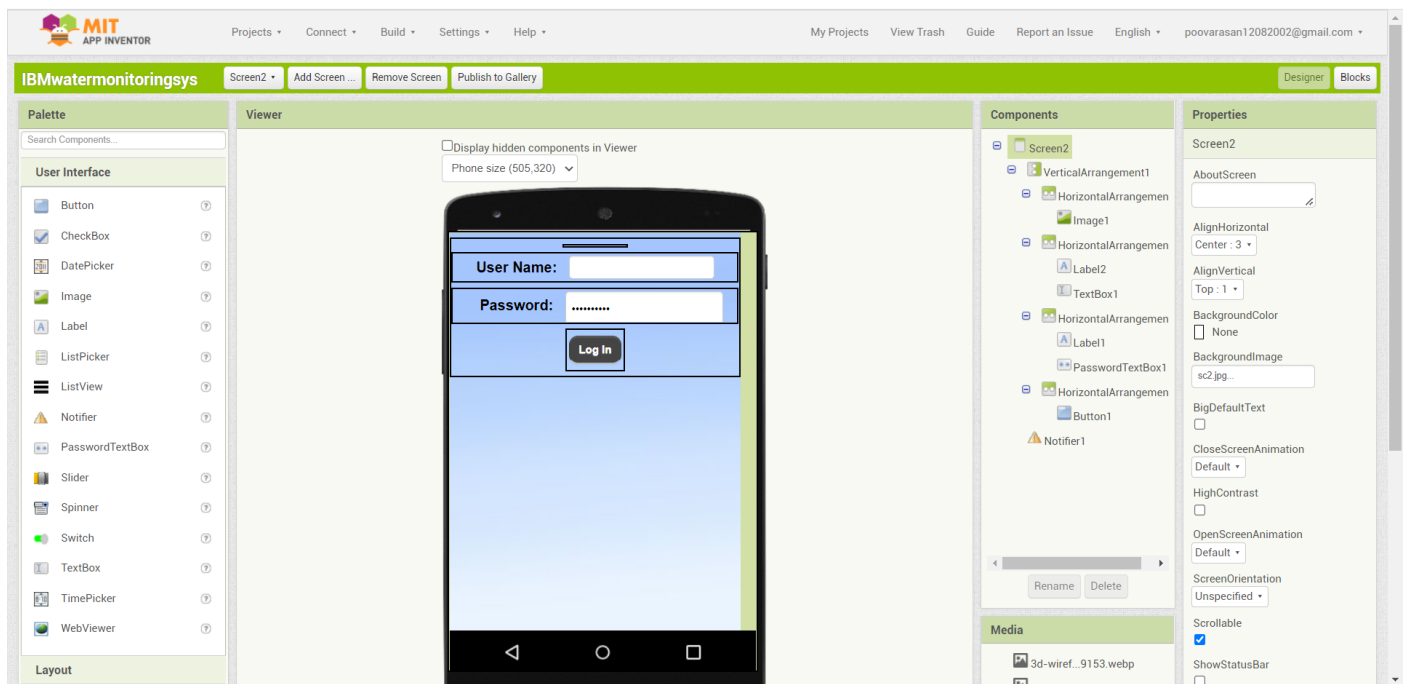 MIT
APP INVENTOR
Projects Connect Build Settings Help My Projects View Trash Guide Report an Issue English poovarasan12082002@gmail.com
IBMwatermonitoringsys Screen2 Add Screen ... Remove Screen Publish to Gallery Designer Blocks
Palette
Search Components...
User Interface
Button
CheckBox
DatePicker
Image
Label
ListPicker
ListView
Notifier
PasswordTextBox
Slider
Spinner
Switch
TextBox
TimePicker
WebViewer
Layout
Viewer
Display hidden components in Viewer
Phone size (505,320)
User Name:
Password: ..........
Log In
Components
Screen2
VerticalArrangement1
HorizontalArrangemen
Image1
HorizontalArrangemen
Label2
TextBox1
HorizontalArrangemen
Label1
PasswordTextBox1
HorizontalArrangemen
Button1
Notifier1
Rename Delete
Media
3d-wiref...9153.webp
Properties
Screen2
AboutScreen
AlignHorizontal
Center : 3
AlignVertical
Top : 1
BackgroundColor
None
BackgroundImage
sc2.jpg...
BigDefaultText
CloseScreenAnimation
Default
HighContrast
OpenScreenAnimation
Default
ScreenOrientation
Unspecified
Scrollable
ShowStatusBar